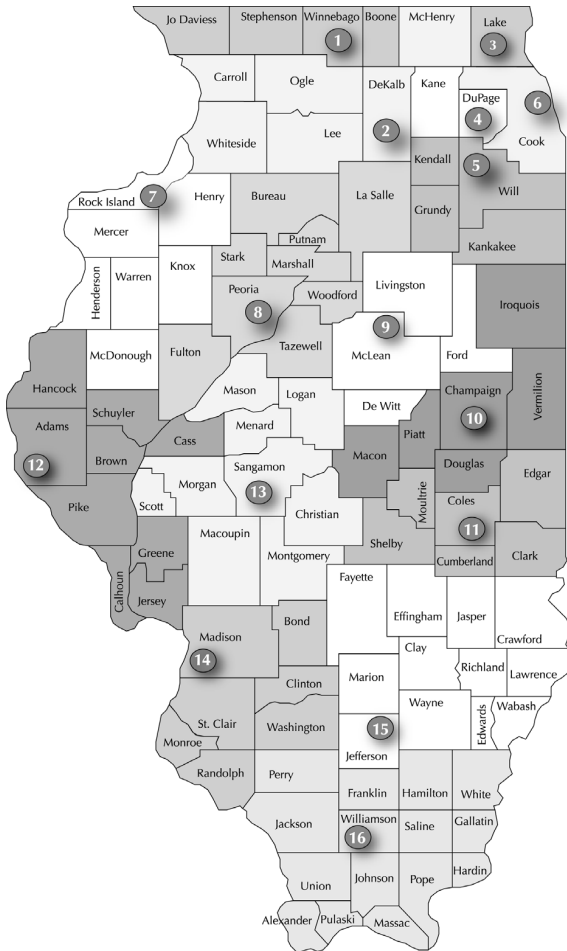 Jo Daviess
Stephenson
Winnebago
Boone
McHenry
Lake
1
3
Carroll
Ogle
DeKalb
Kane
DuPage
6
2
4
Cook
Whiteside
Lee
Kendall
5
Will
Rock Island
7
Henry
Bureau
La Salle
Grundy
Mercer
Putnam
Kankakee
Henderson
Warren
Knox
Stark
Marshall
Livingston
Peoria
Woodford
Iroquois
8
9
McDonough
Fulton
Tazewell
McLean
Ford
Hancock
Mason
Logan
Champaign
Vermillion
Schuyler
De Witt
Adams
Menard
Piatt
10
Cass
Macon
12
Brown
Sangamon
Douglas
Edgar
Scott
Morgan
13
Moultrie
Coles
Pike
Christian
11
Macoupin
Greene
Montgomery
Shelby
Cumberland
Clark
Calhoun
Jersey
Fayette
Effingham
Jasper
Crawford
Madison
Bond
14
Clay
Richland
Lawrence
Clinton
Marion
Wayne
Edwards
Wabash
St. Clair
Washington
15
Monroe
Jefferson
Randolph
Perry
Franklin
Hamilton
White
Jackson
Williamson
Saline
Gallatin
16
Union
Johnson
Pope
Hardin
Alexander
Pulaski
Massac